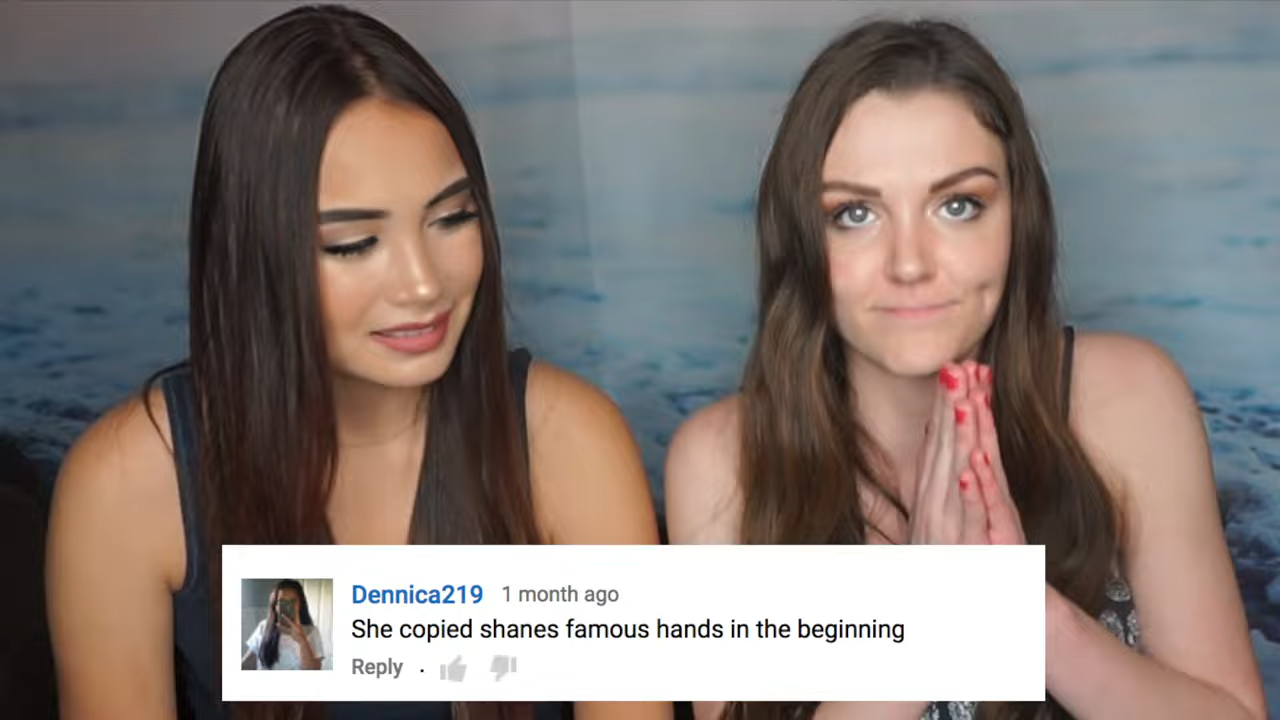 Dennica219 1 month ago
She copied shanes famous hands in the beginning
Reply .